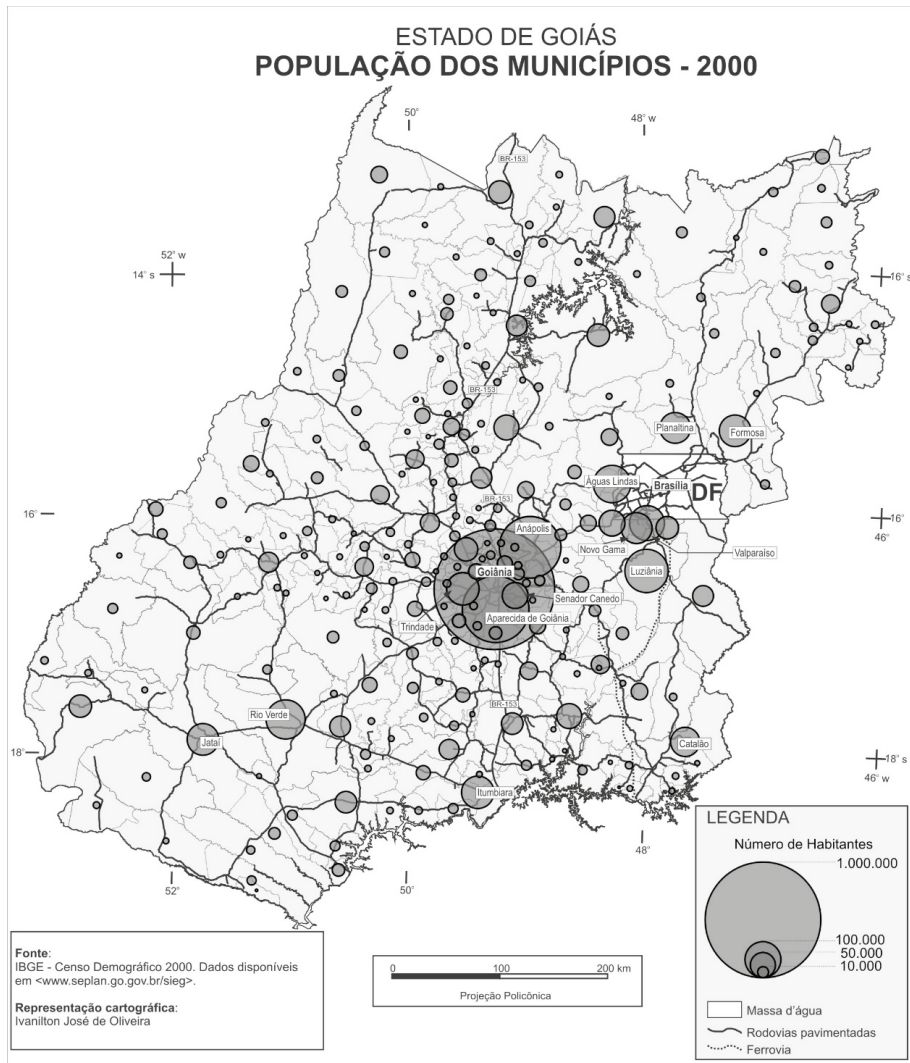 ESTADO DE GOIÁS
POPULAÇÃO DOS MUNICÍPIOS - 2000
50°
48° w
BR-153
52° w
14° s
16° s
BR-153
Planaltina
Formosa
Águas Lindas
Brasília
DF
16°
BR-153
Anápolis
16°
46°
Novo Gama
Valparaíso
Goiânia
Luziânia
Senador Canedo
Trindade
Aparecida de Goiânia
BR-153
Rio Verde
Jataí
Catalão
18°
18° s
46° w
Itumbiara
52°
50°
48°
LEGENDA
Número de Habitantes
1.000.000
100.000
50.000
10.000
Massa d'água
Rodovias pavimentadas
Ferrovia
Fonte:
IBGE - Censo Demográfico 2000. Dados disponíveis
em <www.seplan.go.gov.br/sieg>.
Representação cartográfica:
Ivanilton José de Oliveira
0 100 200 km
Projeção Policônica